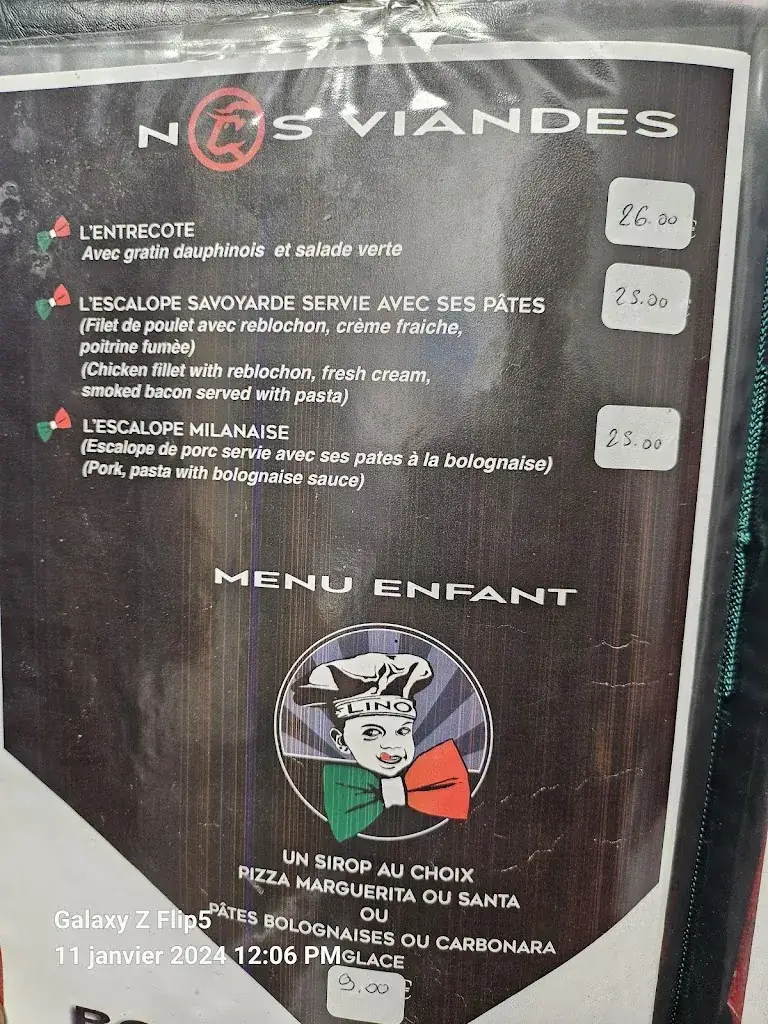 NOS VIANDES
L'ENTRECOTE
26.00 €
Avec gratin dauphinois et salade verte
L'ESCALOPE SAVOYARDE SERVIE AVEC SES PÂTES
25.00
(Filet de poulet avec reblochon, crème fraiche,
poitrine fumèe)
(Chicken fillet with reblochon, fresh cream,
smoked bacon served with pasta)
L'ESCALOPE MILANAISE
25.00
(Escalope de porc servie avec ses pates à la bolognaise)
(Pork, pasta with bolognaise sauce)
MENU ENFANT
LINO
UN SIROP AU CHOIX
PIZZA MARGUERITA OU SANTA
OU
PÂTES BOLOGNAISES OU CARBONARA
GLACE
9.00 €
Galaxy Z Flip5
11 janvier 2024 12:06 PM